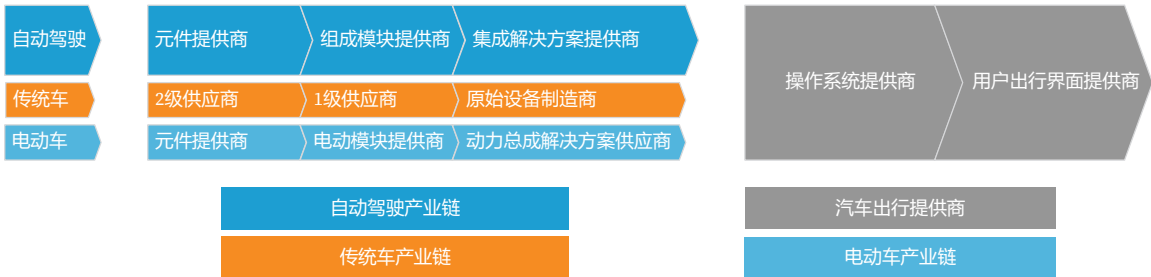 自动驾驶
元件提供商
组成模块提供商
集成解决方案提供商
操作系统提供商
用户出行界面提供商
传统车
2级供应商
1级供应商
原始设备制造商
电动车
元件提供商
电动模块提供商
动力总成解决方案供应商
自动驾驶产业链
汽车出行提供商
传统车产业链
电动车产业链